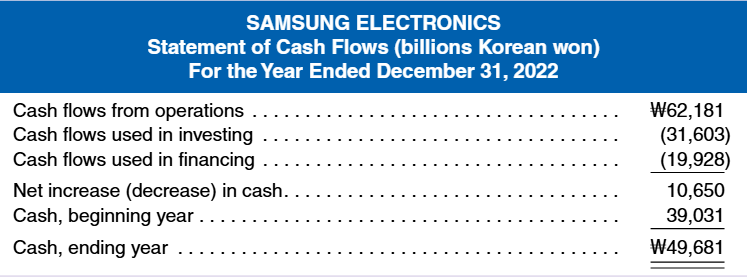 SAMSUNG ELECTRONICS
Statement of Cash Flows (billions Korean won)
For the Year Ended December 31, 2022
Cash flows from operations . . . . . . . . . . . . . . . . . . . . . . . . . . . . . . . . . . . ₩62,181
Cash flows used in investing . . . . . . . . . . . . . . . . . . . . . . . . . . . . . . . . . . (31,603)
Cash flows used in financing . . . . . . . . . . . . . . . . . . . . . . . . . . . . . . . . . . (19,928)
Net increase (decrease) in cash. . . . . . . . . . . . . . . . . . . . . . . . . . . . . . . . 10,650
Cash, beginning year . . . . . . . . . . . . . . . . . . . . . . . . . . . . . . . . . . . . . . . . 39,031
Cash, ending year . . . . . . . . . . . . . . . . . . . . . . . . . . . . . . . . . . . . . . . . . . ₩49,681